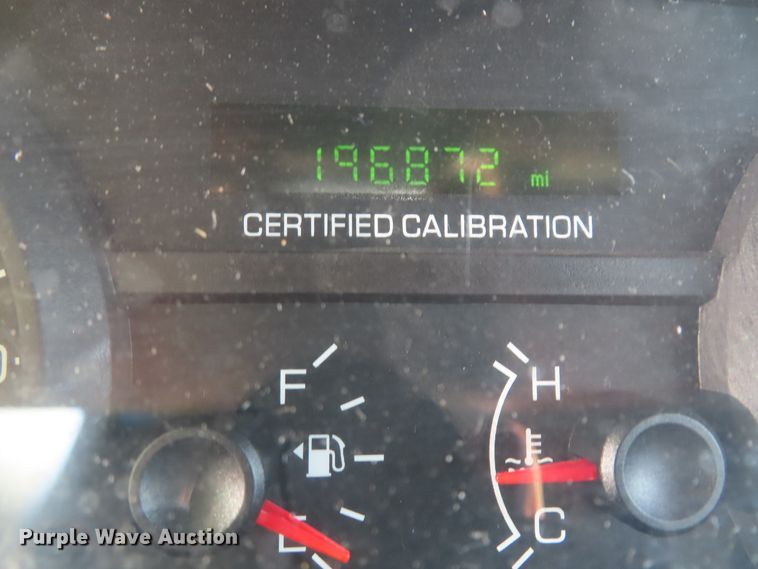 196872 mi
CERTIFIED CALIBRATION
F
H
E
C
Purple Wave Auction